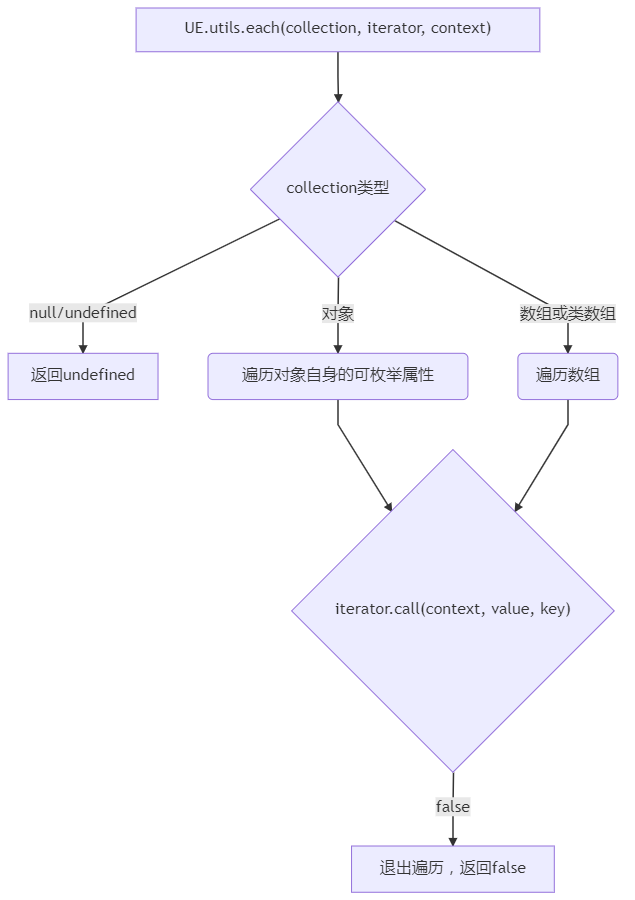 UE.utils.each(collection, iterator, context)
collection类型
null/undefined
对象
数组或类数组
返回undefined
遍历对象自身的可枚举属性
遍历数组
iterator.call(context, value, key)
false
退出遍历，返回false